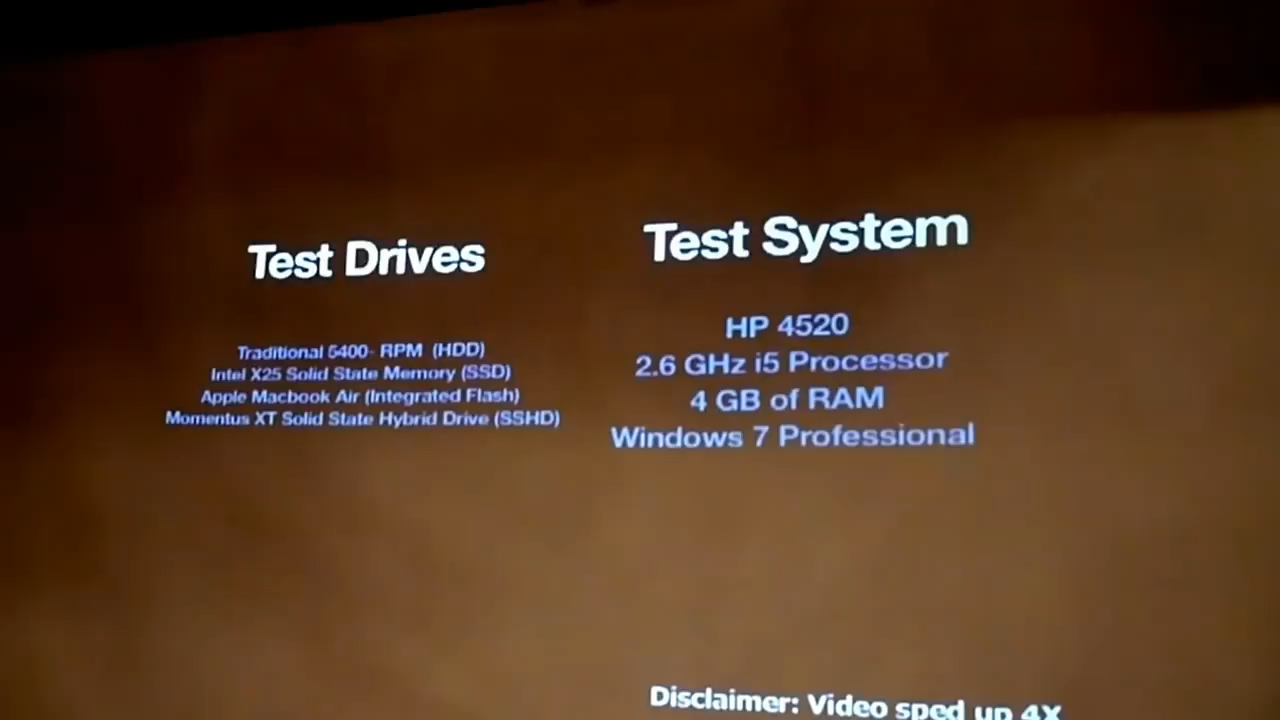 Test Drives
Traditional 5400- RPM (HDD)
Intel X25 Solid State Memory (SSD)
Apple Macbook Air (Integrated Flash)
Momentus XT Solid State Hybrid Drive (SSHD)
Test System
HP 4520
2.6 GHz i5 Processor
4 GB of RAM
Windows 7 Professional
Disclaimer: Video sped up 4X